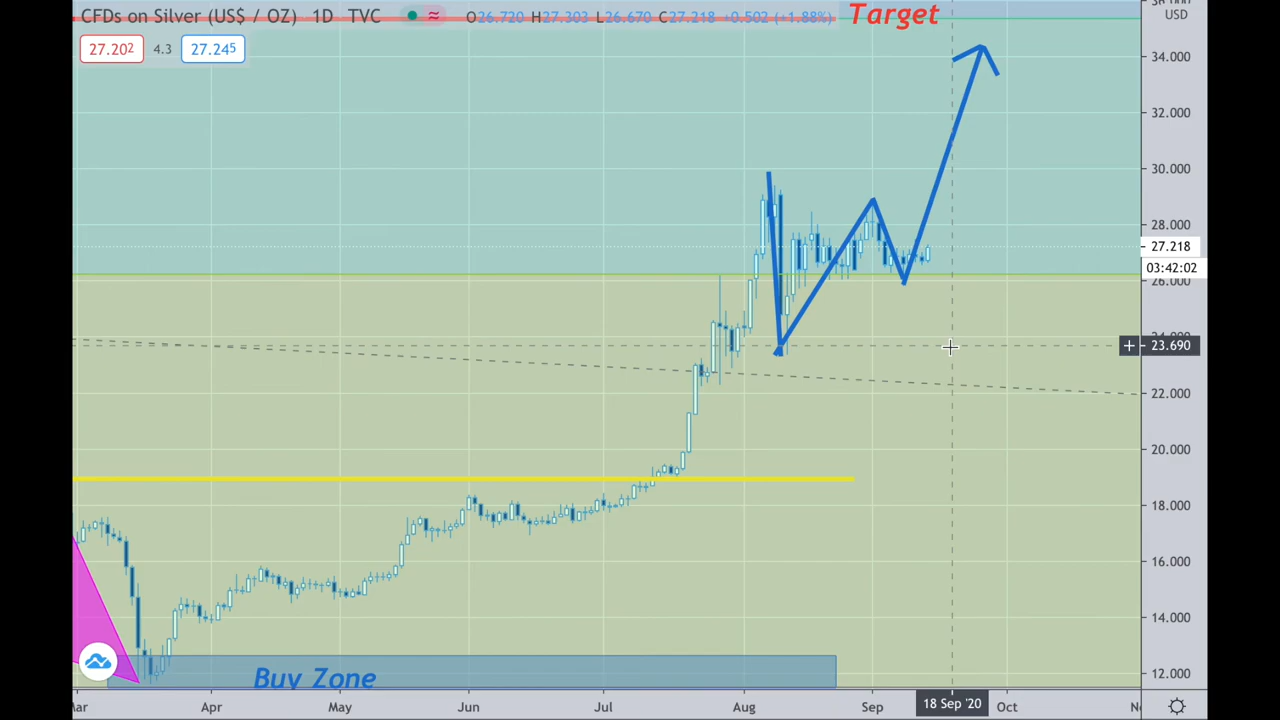 CFDs on Silver (US$ / OZ) 1D TVC
O26.720 H27.303 L26.670 C27.218 +0.502 (+1.88%)
Target
USD
27.202 4.3 27.245
34.000
32.000
30.000
28.000
27.218
03:42:02
26.000
24.000
23.690
22.000
20.000
18.000
16.000
14.000
12.000
Buy Zone
Apr May Jun Jul Aug Sep 18 Sep '20 Oct